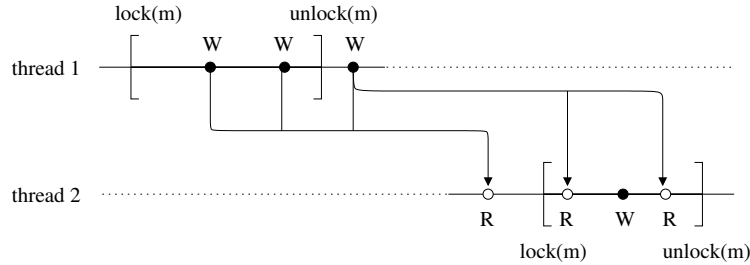 lock(m) unlock(m)
W W W
thread 1
thread 2
R R W R
lock(m) unlock(m)